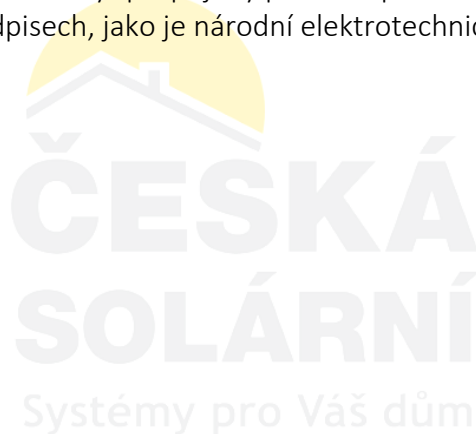 dpisech, jako je národní elektrotechnic
ČESKÁ
SOLÁRNÍ
Systémy pro Váš dům